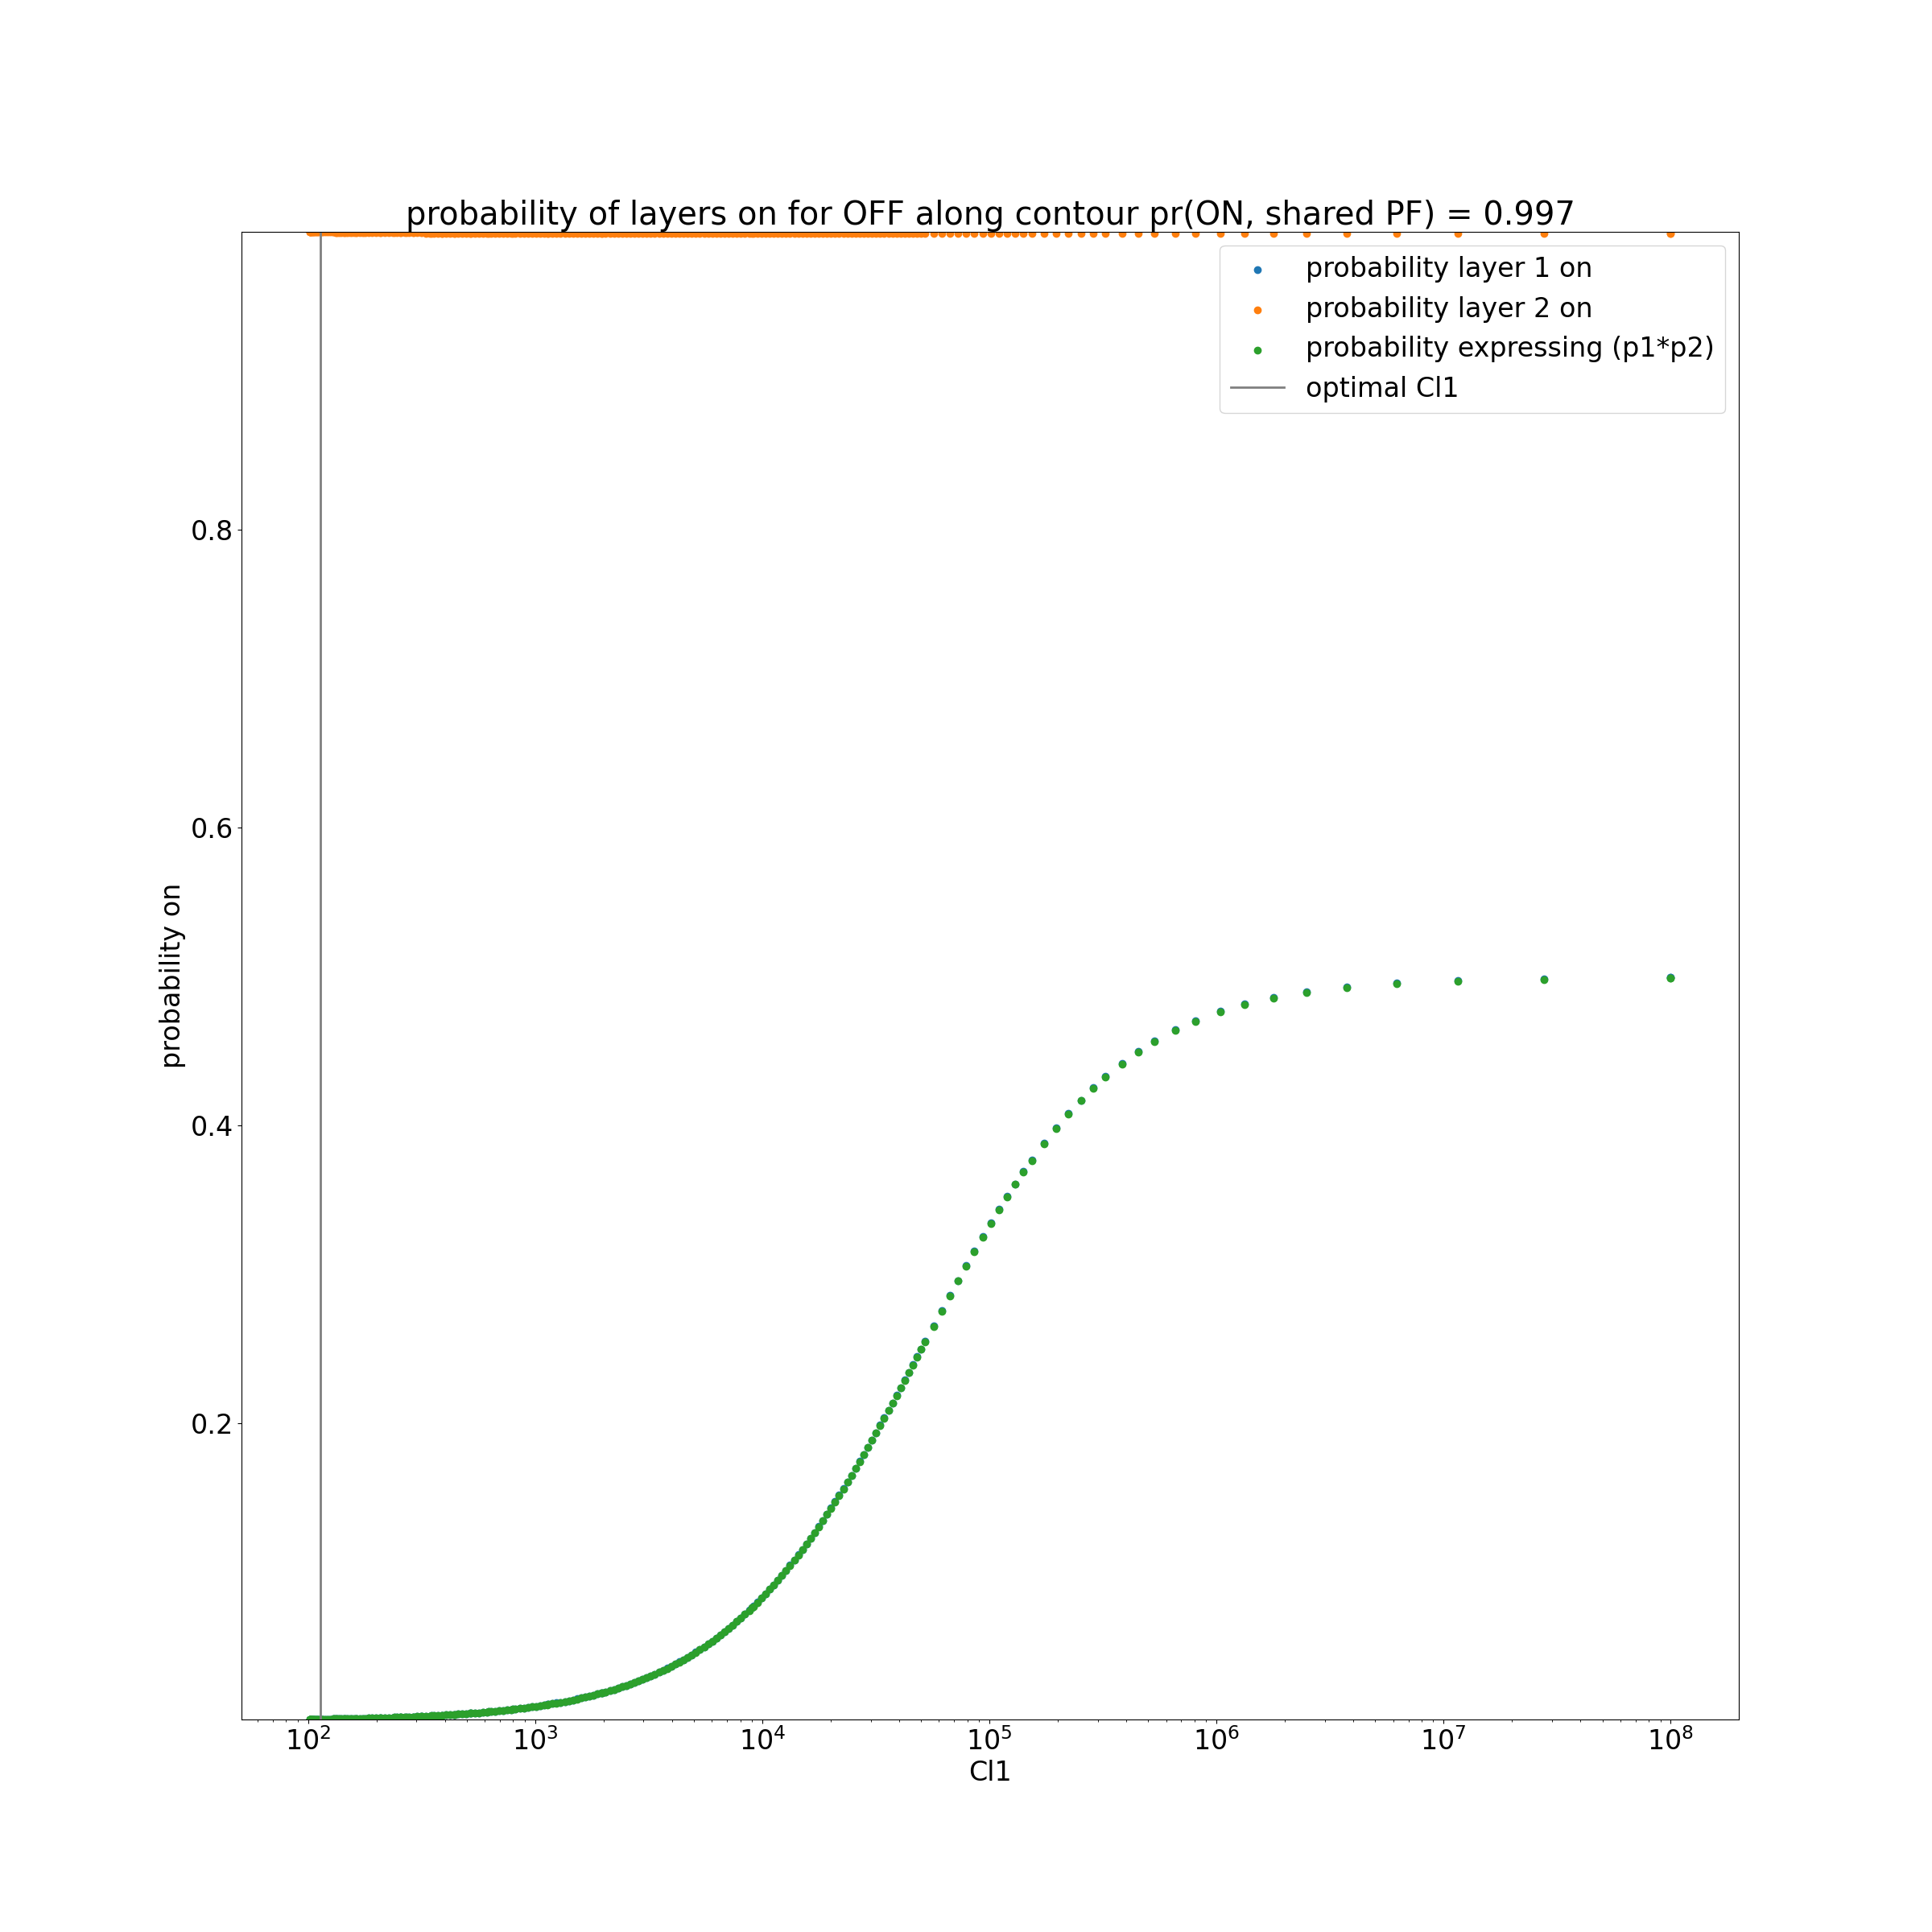 probability of layers on for OFF along contour pr(ON, shared PF) = 0.997
probability layer 1 on
probability layer 2 on
probability expressing (p1*p2)
optimal Cl1
0.8
0.6
0.4
0.2
probability on
10² 10³ 10⁴ 10⁵ 10⁶ 10⁷ 10⁸
Cl1